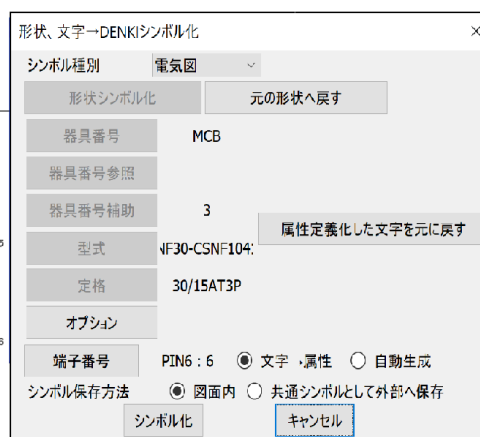 形状、文字→DENKIシンボル化
シンボル種別 電気図
形状シンボル化 元の形状へ戻す
器具番号 MCB
器具番号参照
器具番号補助 3
属性定義化した文字を元に戻す
型式
定格 30/15AT3P
オプション
端子番号 PIN6:6 文字→属性 自動生成
シンボル保存方法 図面内 共通シンボルとして外部へ保存
シンボル化 キャンセル